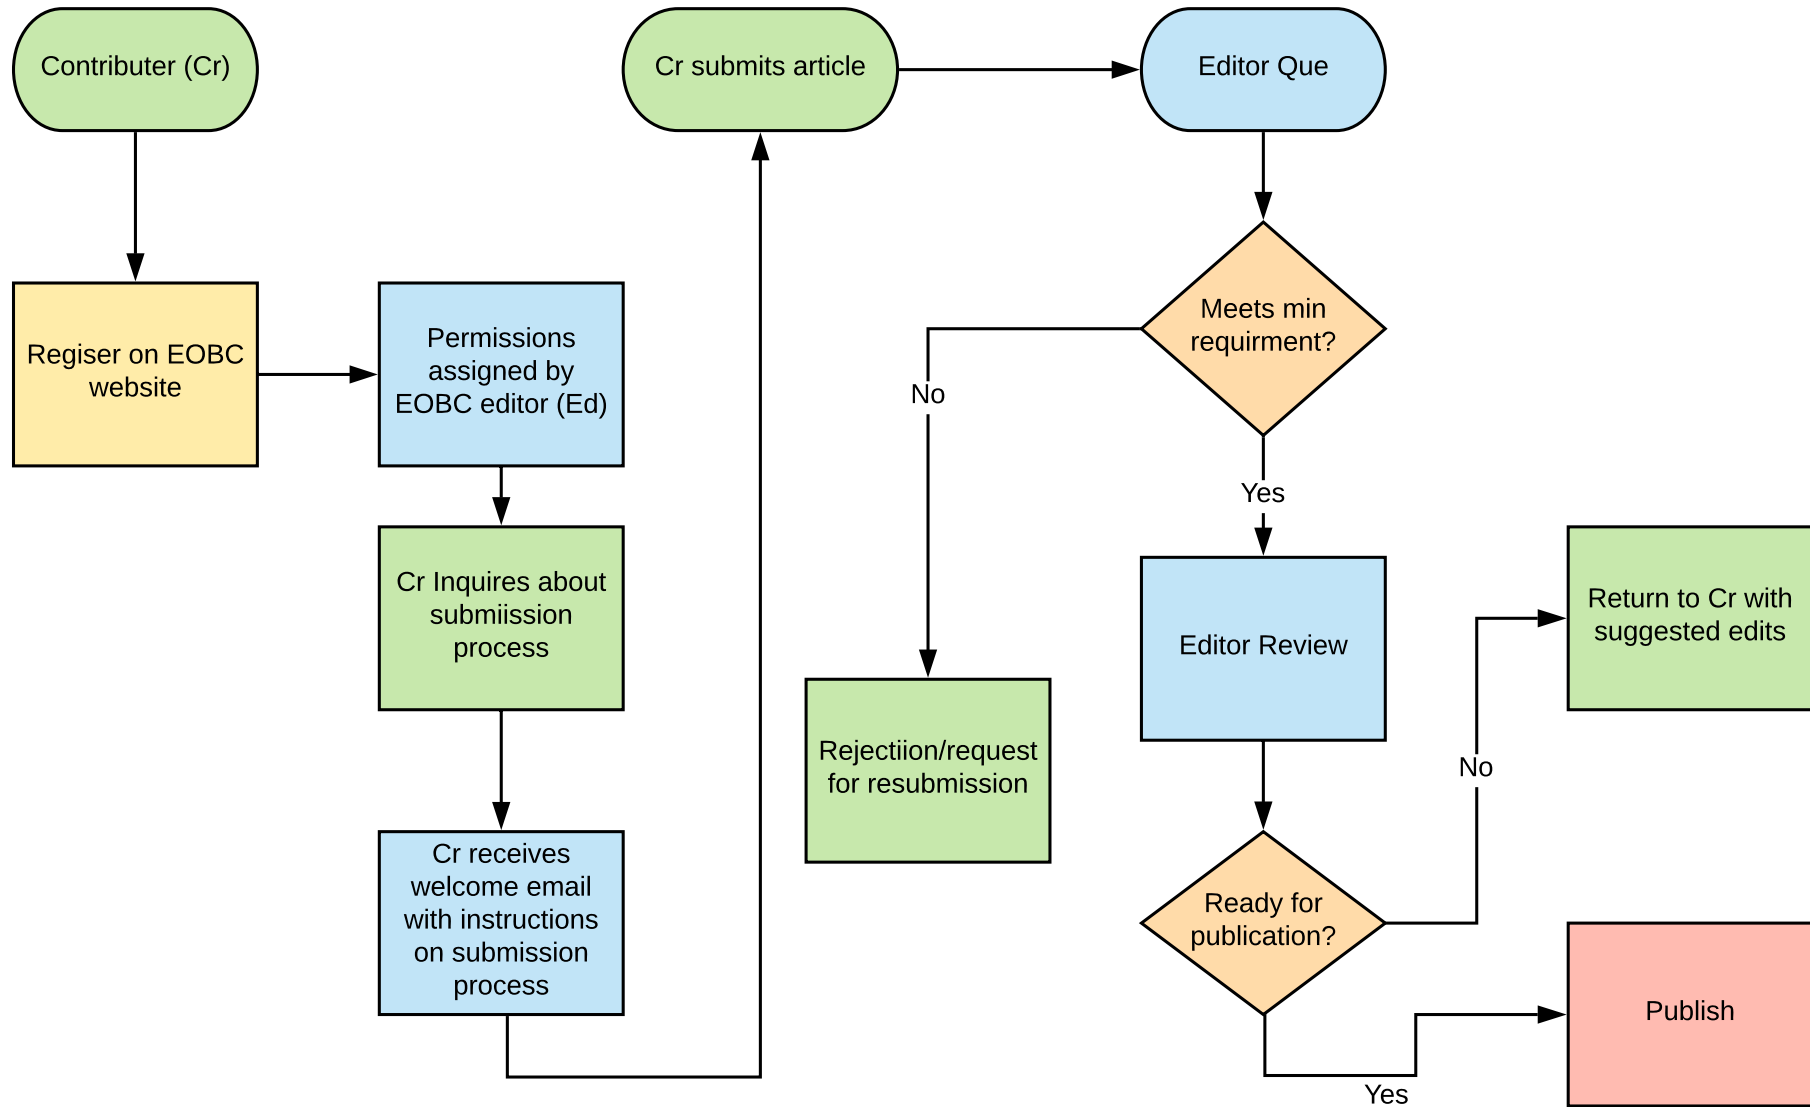 Contributer (Cr)
Regiser on EOBC
website
Permissions
assigned by
EOBC editor (Ed)
Cr Inquires about
submiission
process
Cr receives
welcome email
with instructions
on submission
process
Cr submits article
Editor Que
Meets min
requirment?
No
Rejectiion/request
for resubmission
Yes
Editor Review
Ready for
publication?
No
Return to Cr with
suggested edits
Yes
Publish